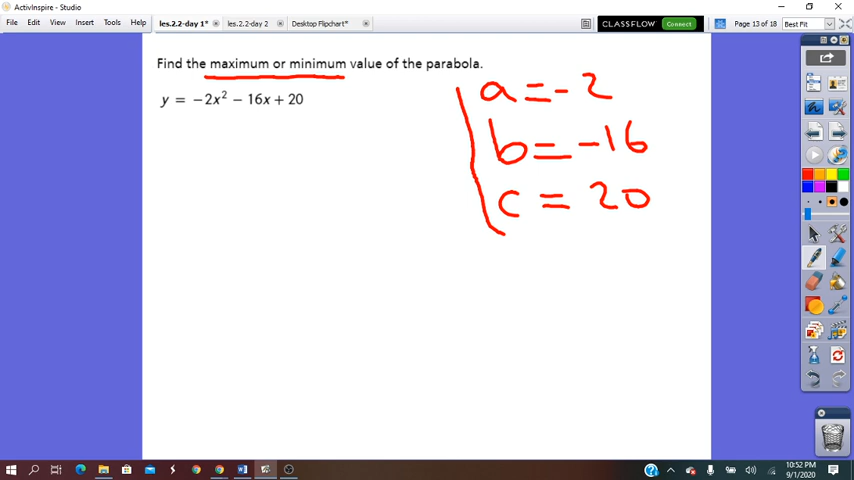 ActivInspire - Studio
File Edit View Insert Tools Help
les.2.2-day 1* les.2.2-day 2 Desktop Flipchart*
CLASSFLOW Connect
Page 13 of 18 Best Fit
Find the maximum or minimum value of the parabola.
y = −2x² − 16x + 20
a = - 2
b = -16
c = 20
10:52 PM
9/1/2020